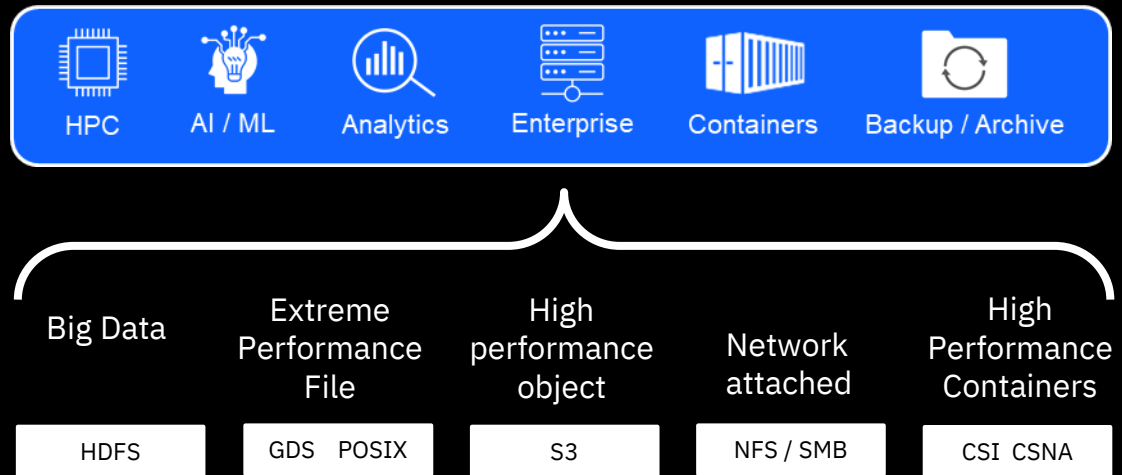 HPC
AI / ML
Analytics
Enterprise
Containers
Backup / Archive
Big Data
Extreme
Performance
File
High
performance
object
Network
attached
High
Performance
Containers
HDFS
GDS POSIX
S3
NFS / SMB
CSI CSNA